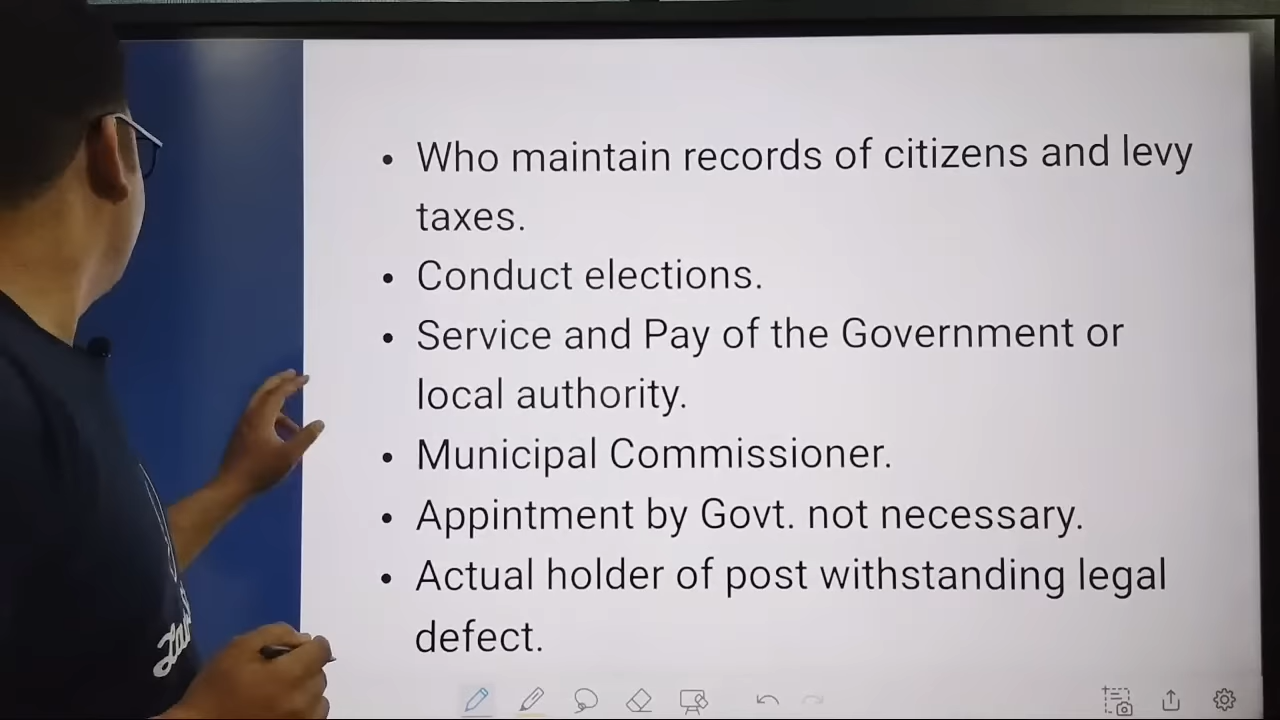 • Who maintain records of citizens and levy
taxes.
• Conduct elections.
• Service and Pay of the Government or
local authority.
• Municipal Commissioner.
• Appintment by Govt. not necessary.
• Actual holder of post withstanding legal
defect.